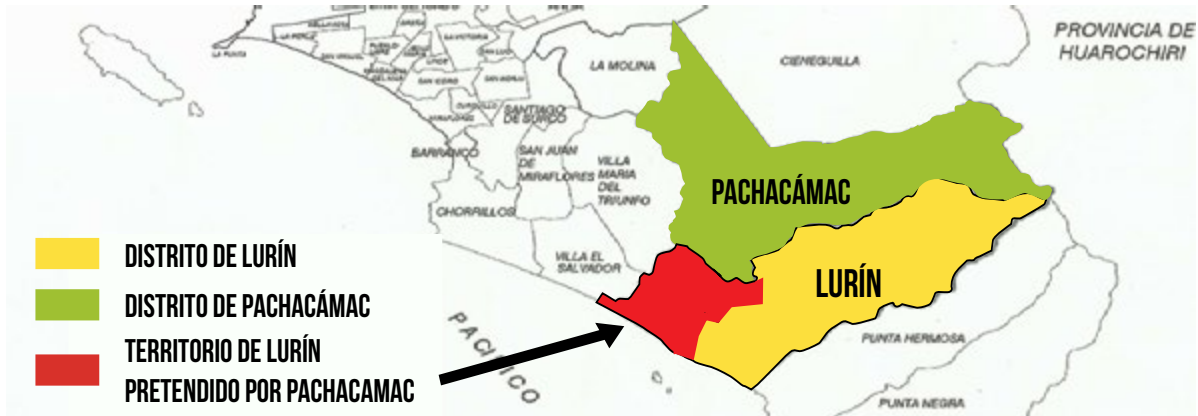 PROVINCIA DE
HUAROCHIRI
CIENEGUILLA
LA MOLINA
LA PUNTA
SAN ISIDRO
SANTIAGO
DE SURCO
BARRANCO
SAN JUAN
DE
MIRAFLORES
VILLA
MARIA
DEL
TRIUNFO
CHORRILLOS
VILLA EL
SALVADOR
PACHACÁMAC
LURÍN
PUNTA HERMOSA
PUNTA NEGRA
PACIFICO
DISTRITO DE LURÍN
DISTRITO DE PACHACÁMAC
TERRITORIO DE LURÍN
PRETENDIDO POR PACHACAMAC